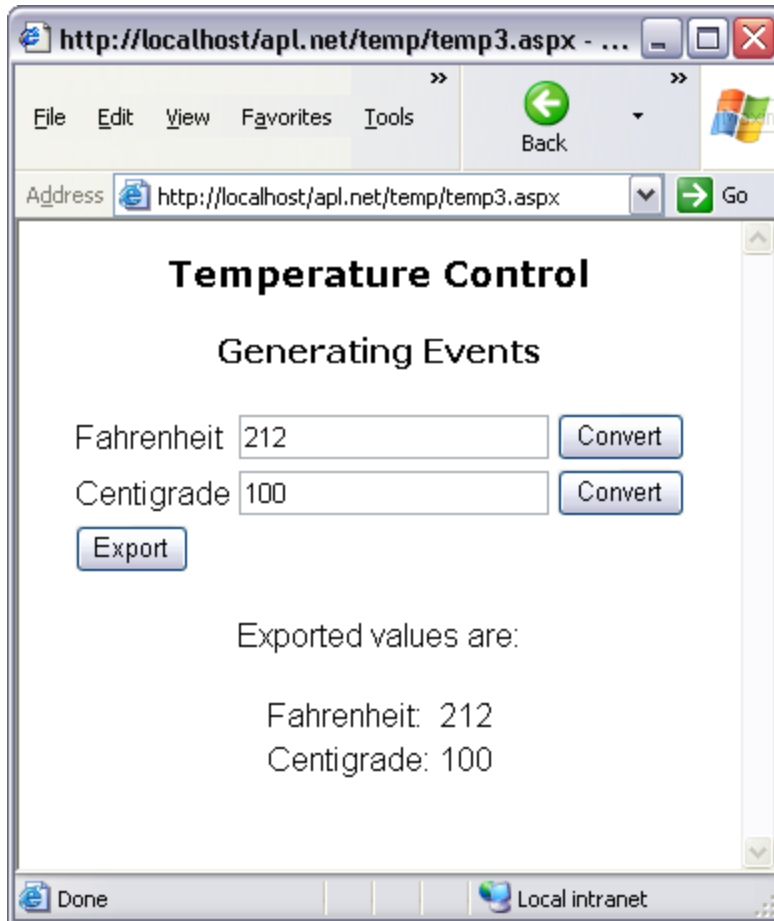 http://localhost/apl.net/temp/temp3.aspx - ...
»
»
File Edit View Favorites Tools
Back
Address http://localhost/apl.net/temp/temp3.aspx Go
Temperature Control
Generating Events
Fahrenheit 212 Convert
Centigrade 100 Convert
Export
Exported values are:
Fahrenheit: 212
Centigrade: 100
Done Local intranet